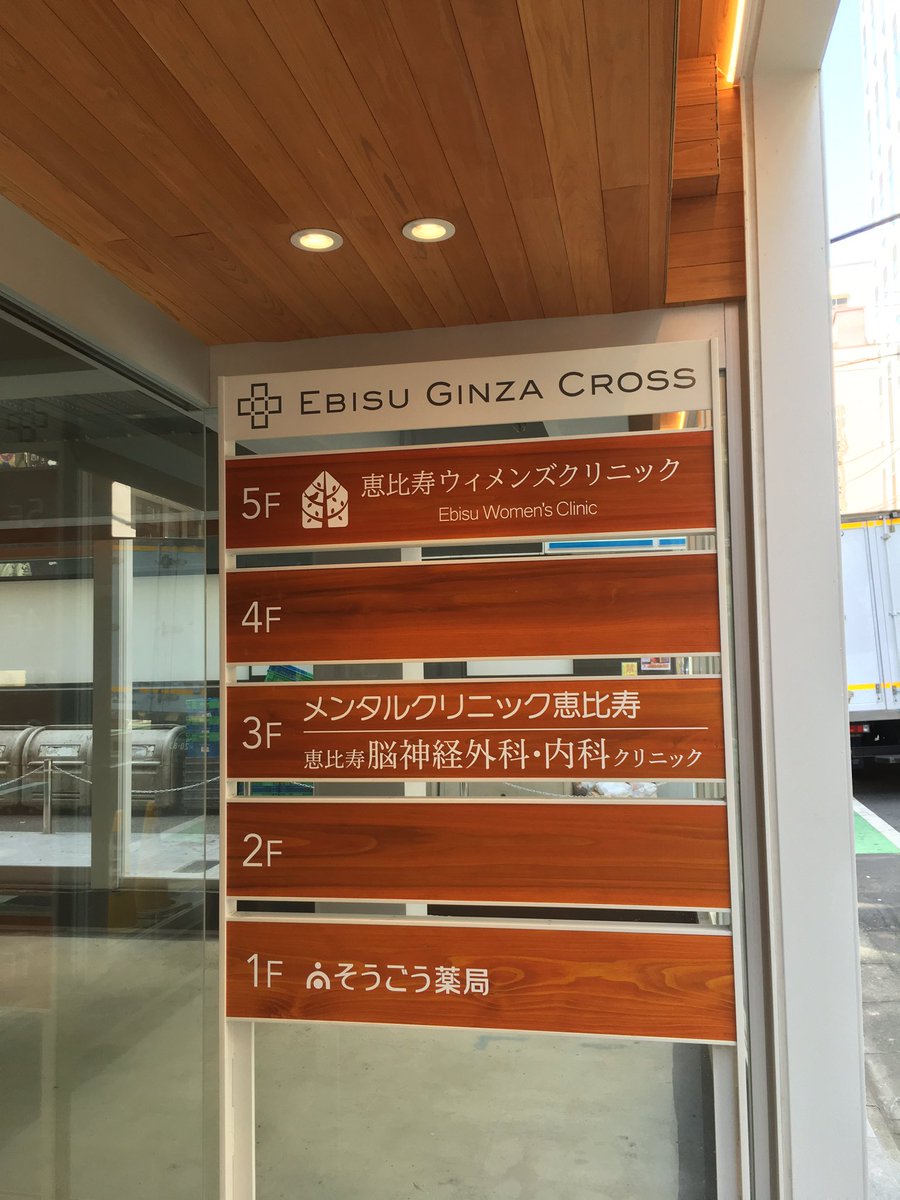 EBISU GINZA CROSS
5F 恵比寿ウィメンズクリニック
Ebisu Women's Clinic
4F
3F メンタルクリニック恵比寿
恵比寿脳神経外科・内科クリニック
2F
1F そうごう薬局